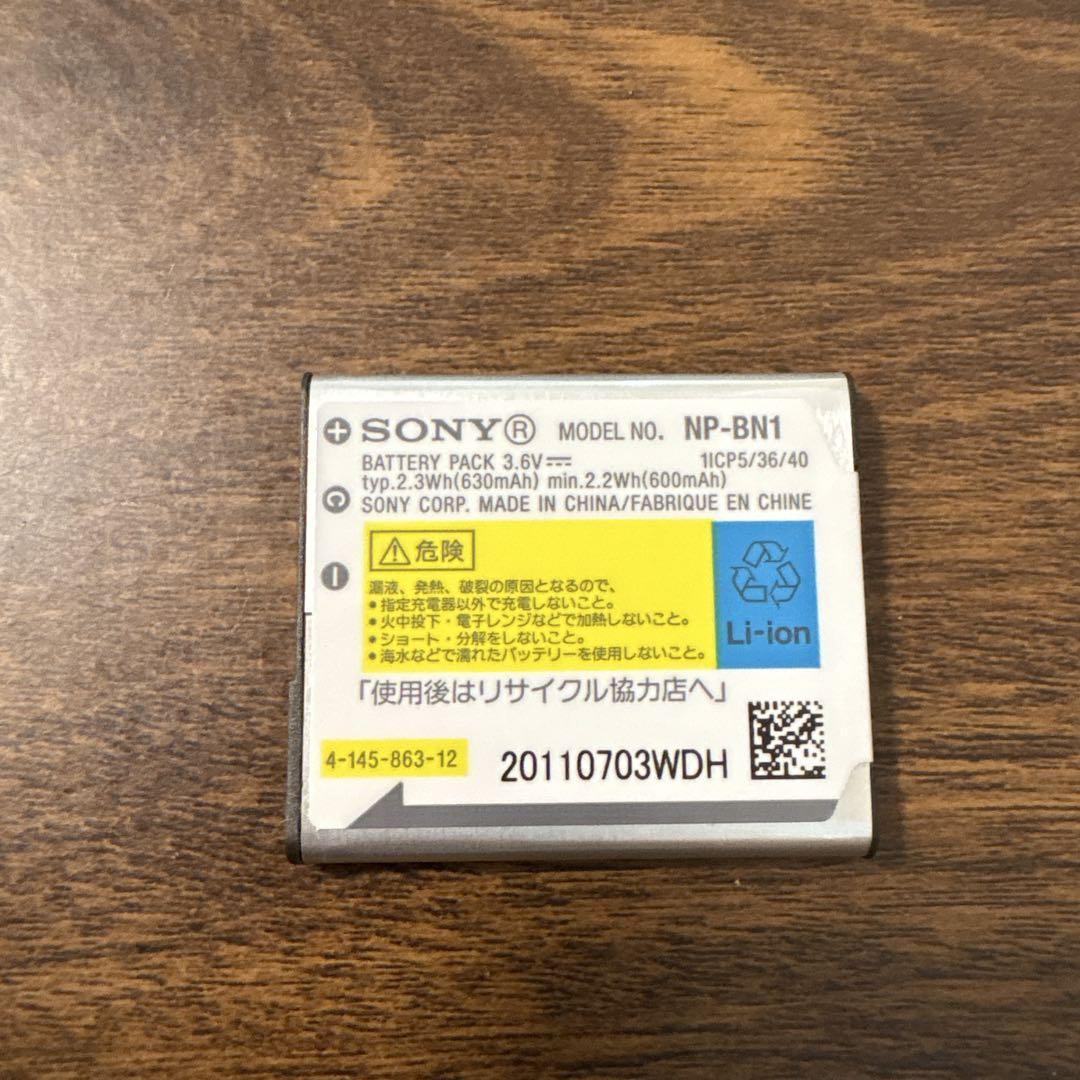 SONY® MODEL NO. NP-BN1
BATTERY PACK 3.6V⎓ 1ICP5/36/40
typ.2.3Wh(630mAh) min.2.2Wh(600mAh)
SONY CORP. MADE IN CHINA/FABRIQUE EN CHINE
⚠危険
漏液、発熱、破裂の原因となるので、
•指定充電器以外で充電しないこと。
•火中投下・電子レンジなどで加熱しないこと。
•ショート・分解をしないこと。
•海水などで濡れたバッテリーを使用しないこと。
Li-ion
「使用後はリサイクル協力店へ」
4-145-863-12
20110703WDH